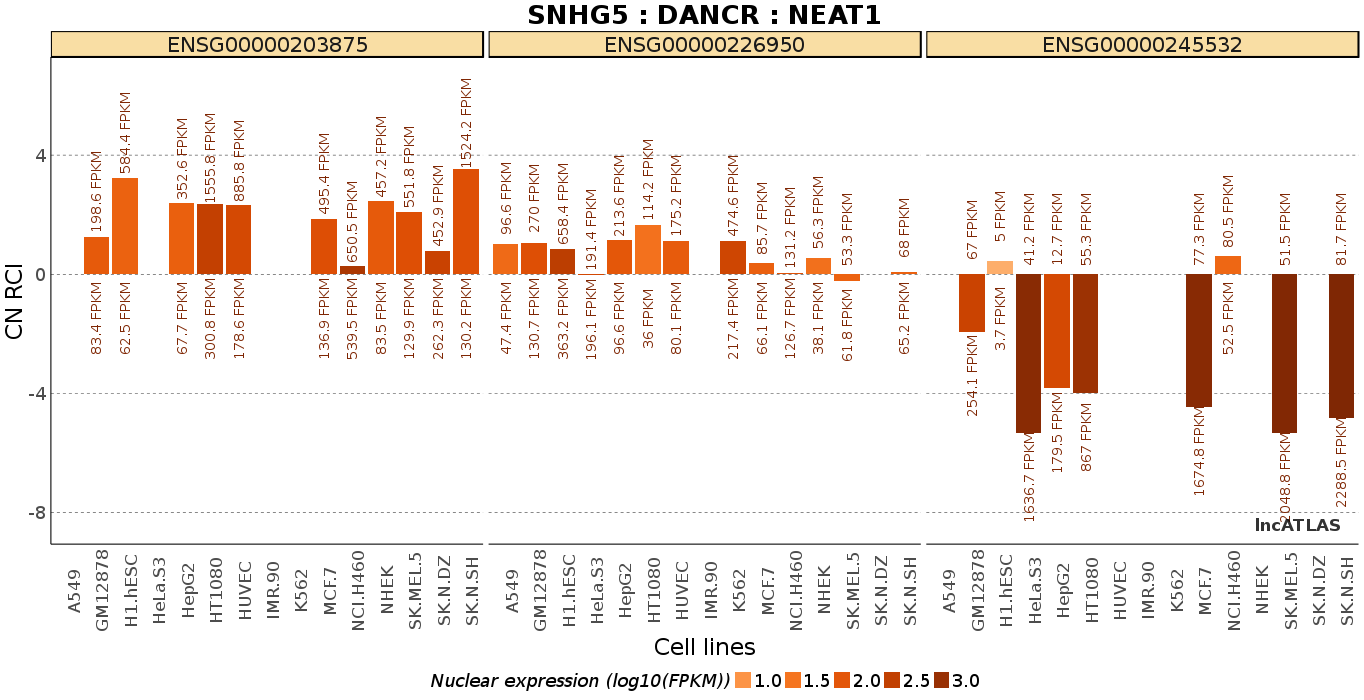 SNHG5 : DANCR : NEAT1
ENSG00000203875 ENSG00000226950 ENSG00000245532
CN RCI
4
0
-4
-8
198.6 FPKM
584.4 FPKM
352.6 FPKM
1555.8 FPKM
885.8 FPKM
495.4 FPKM
650.5 FPKM
457.2 FPKM
551.8 FPKM
452.9 FPKM
1524.2 FPKM
83.4 FPKM
62.5 FPKM
67.7 FPKM
300.8 FPKM
178.6 FPKM
136.9 FPKM
539.5 FPKM
83.5 FPKM
129.9 FPKM
262.3 FPKM
130.2 FPKM
96.6 FPKM
270 FPKM
658.4 FPKM
191.4 FPKM
213.6 FPKM
114.2 FPKM
175.2 FPKM
474.6 FPKM
85.7 FPKM
131.2 FPKM
56.3 FPKM
53.3 FPKM
68 FPKM
47.4 FPKM
130.7 FPKM
363.2 FPKM
196.1 FPKM
96.6 FPKM
36 FPKM
80.1 FPKM
217.4 FPKM
66.1 FPKM
126.7 FPKM
38.1 FPKM
61.8 FPKM
65.2 FPKM
67 FPKM
5 FPKM
41.2 FPKM
12.7 FPKM
55.3 FPKM
77.3 FPKM
80.5 FPKM
51.5 FPKM
81.7 FPKM
254.1 FPKM
3.7 FPKM
1636.7 FPKM
179.5 FPKM
867 FPKM
1674.8 FPKM
52.5 FPKM
2048.8 FPKM
2288.5 FPKM
lncATLAS
A549
GM12878
H1.hESC
HeLa.S3
HepG2
HT1080
HUVEC
IMR.90
K562
MCF.7
NCI.H460
NHEK
SK.MEL.5
SK.N.DZ
SK.N.SH
A549
GM12878
H1.hESC
HeLa.S3
HepG2
HT1080
HUVEC
IMR.90
K562
MCF.7
NCI.H460
NHEK
SK.MEL.5
SK.N.DZ
SK.N.SH
A549
GM12878
H1.hESC
HeLa.S3
HepG2
HT1080
HUVEC
IMR.90
K562
MCF.7
NCI.H460
NHEK
SK.MEL.5
SK.N.DZ
SK.N.SH
Cell lines
Nuclear expression (log10(FPKM)) 1.0 1.5 2.0 2.5 3.0